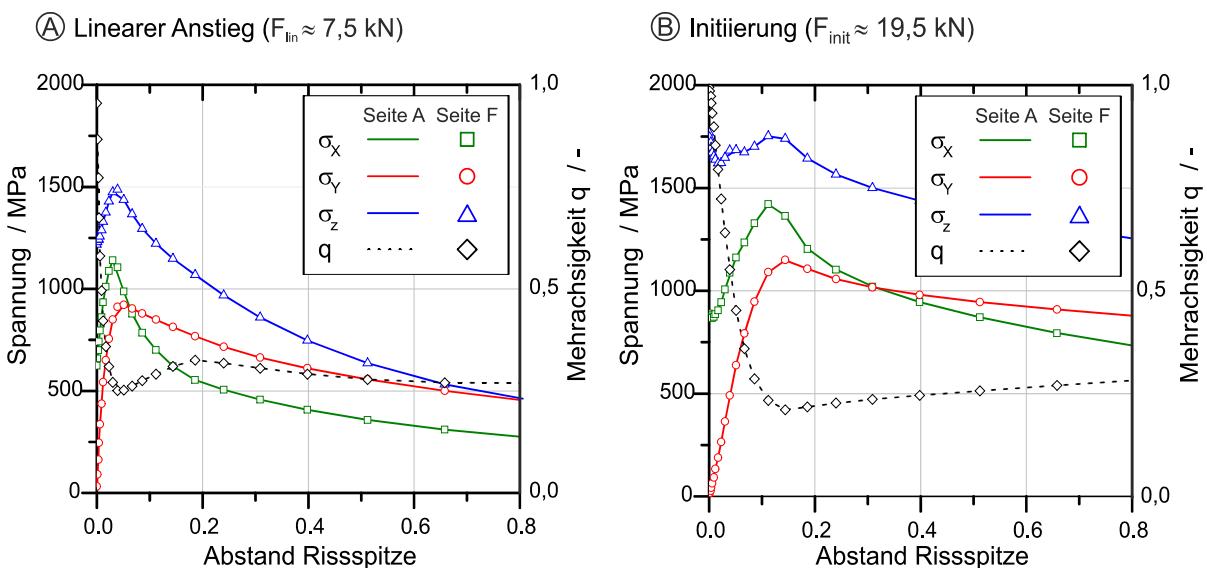 A Linearer Anstieg (Flin ≈ 7,5 kN)
2000
1500
1000
500
0
Spannung / MPa
1,0
0,5
0,0
Mehrachsigkeit q / -
0.0 0.2 0.4 0.6 0.8
Abstand Rissspitze
Seite A Seite F
σX
σY
σz
q
B Initiierung (Finit ≈ 19,5 kN)
2000
1500
1000
500
0
Spannung / MPa
1,0
0,5
0,0
Mehrachsigkeit q / -
0.0 0.2 0.4 0.6 0.8
Abstand Rissspitze
Seite A Seite F
σX
σY
σz
q